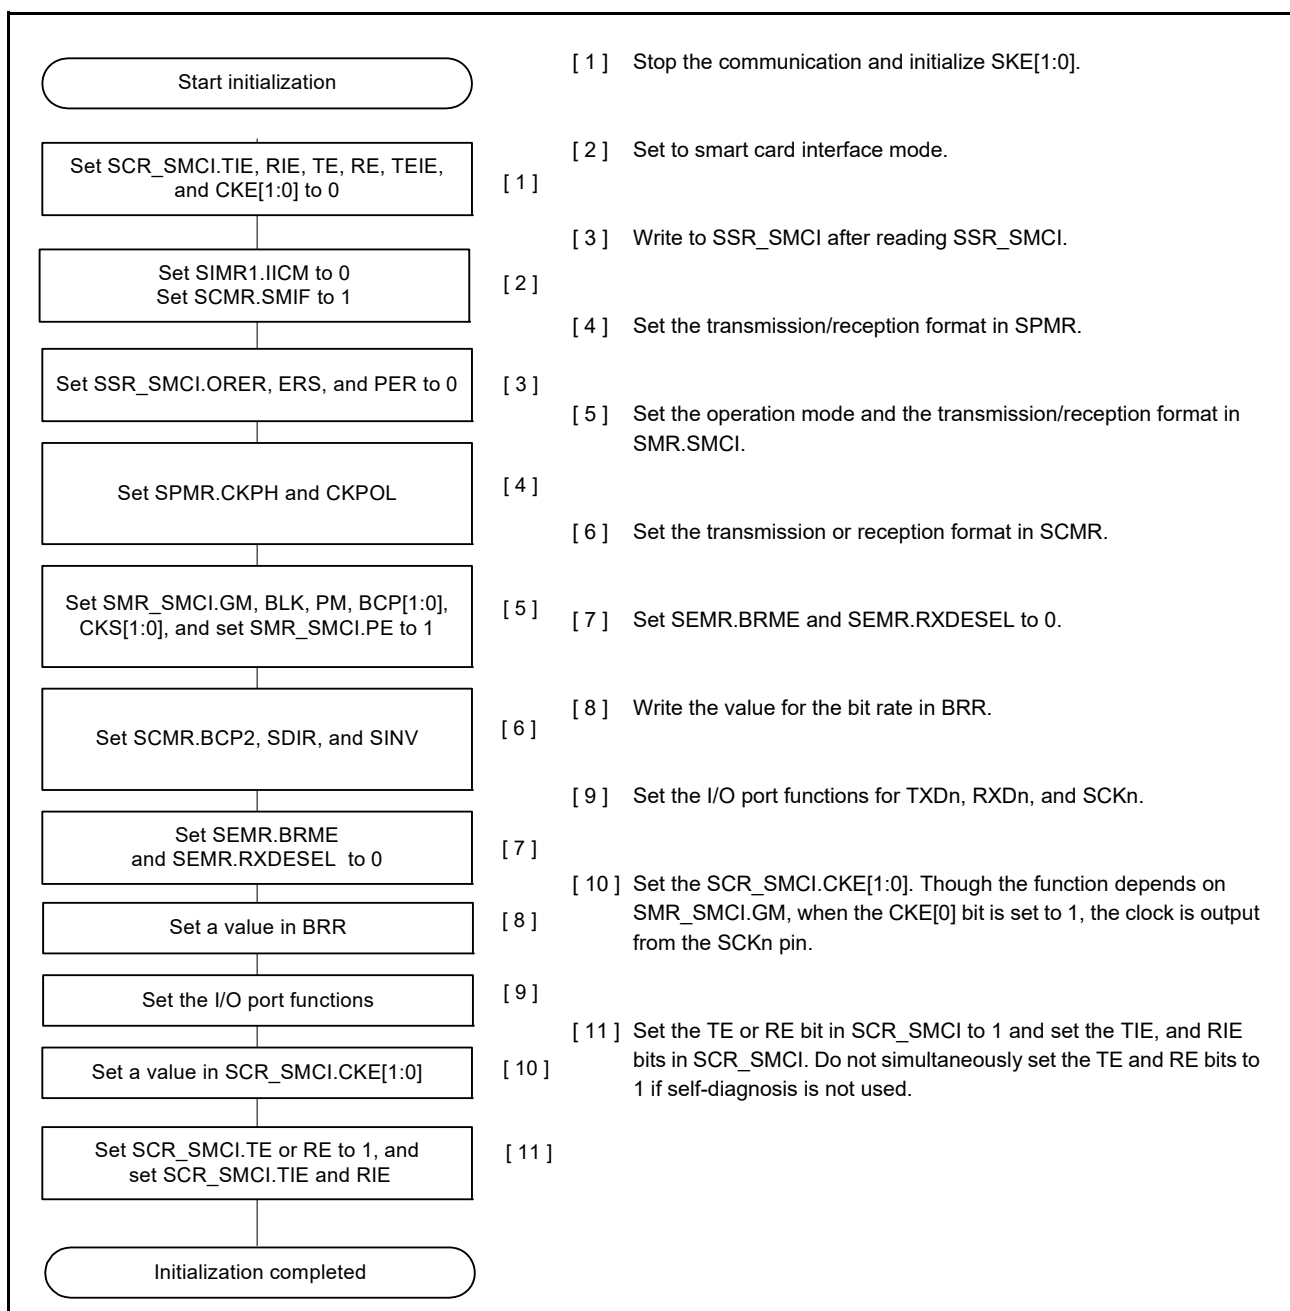 Start initialization
Set SCR_SMCI.TIE, RIE, TE, RE, TEIE,
and CKE[1:0] to 0
[ 1 ]
Set SIMR1.IICM to 0
Set SCMR.SMIF to 1
[ 2 ]
Set SSR_SMCI.ORER, ERS, and PER to 0
[ 3 ]
Set SPMR.CKPH and CKPOL
[ 4 ]
Set SMR_SMCI.GM, BLK, PM, BCP[1:0],
CKS[1:0], and set SMR_SMCI.PE to 1
[ 5 ]
Set SCMR.BCP2, SDIR, and SINV
[ 6 ]
Set SEMR.BRME
and SEMR.RXDESEL to 0
[ 7 ]
Set a value in BRR
[ 8 ]
Set the I/O port functions
[ 9 ]
Set a value in SCR_SMCI.CKE[1:0]
[ 10 ]
Set SCR_SMCI.TE or RE to 1, and
set SCR_SMCI.TIE and RIE
[ 11 ]
Initialization completed
[ 1 ] Stop the communication and initialize SKE[1:0].
[ 2 ] Set to smart card interface mode.
[ 3 ] Write to SSR_SMCI after reading SSR_SMCI.
[ 4 ] Set the transmission/reception format in SPMR.
[ 5 ] Set the operation mode and the transmission/reception format in
SMR.SMCI.
[ 6 ] Set the transmission or reception format in SCMR.
[ 7 ] Set SEMR.BRME and SEMR.RXDESEL to 0.
[ 8 ] Write the value for the bit rate in BRR.
[ 9 ] Set the I/O port functions for TXDn, RXDn, and SCKn.
[ 10 ] Set the SCR_SMCI.CKE[1:0]. Though the function depends on
SMR_SMCI.GM, when the CKE[0] bit is set to 1, the clock is output
from the SCKn pin.
[ 11 ] Set the TE or RE bit in SCR_SMCI to 1 and set the TIE, and RIE
bits in SCR_SMCI. Do not simultaneously set the TE and RE bits to
1 if self-diagnosis is not used.